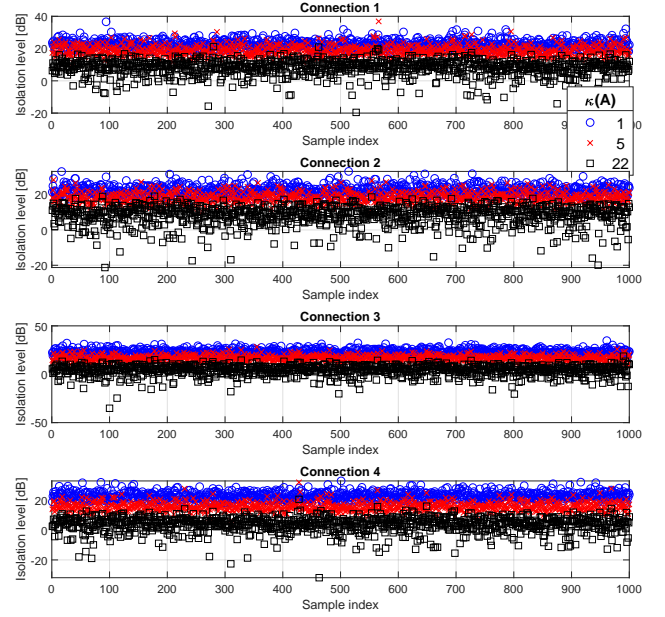 Connection 1
Isolation level [dB]
40
20
0
-20
0 100 200 300 400 500 600 700 800 900 1000
Sample index
κ(A)
1
5
22
Connection 2
Isolation level [dB]
20
0
-20
0 100 200 300 400 500 600 700 800 900 1000
Sample index
Connection 3
Isolation level [dB]
50
0
-50
0 100 200 300 400 500 600 700 800 900 1000
Sample index
Connection 4
Isolation level [dB]
20
0
-20
0 100 200 300 400 500 600 700 800 900 1000
Sample index